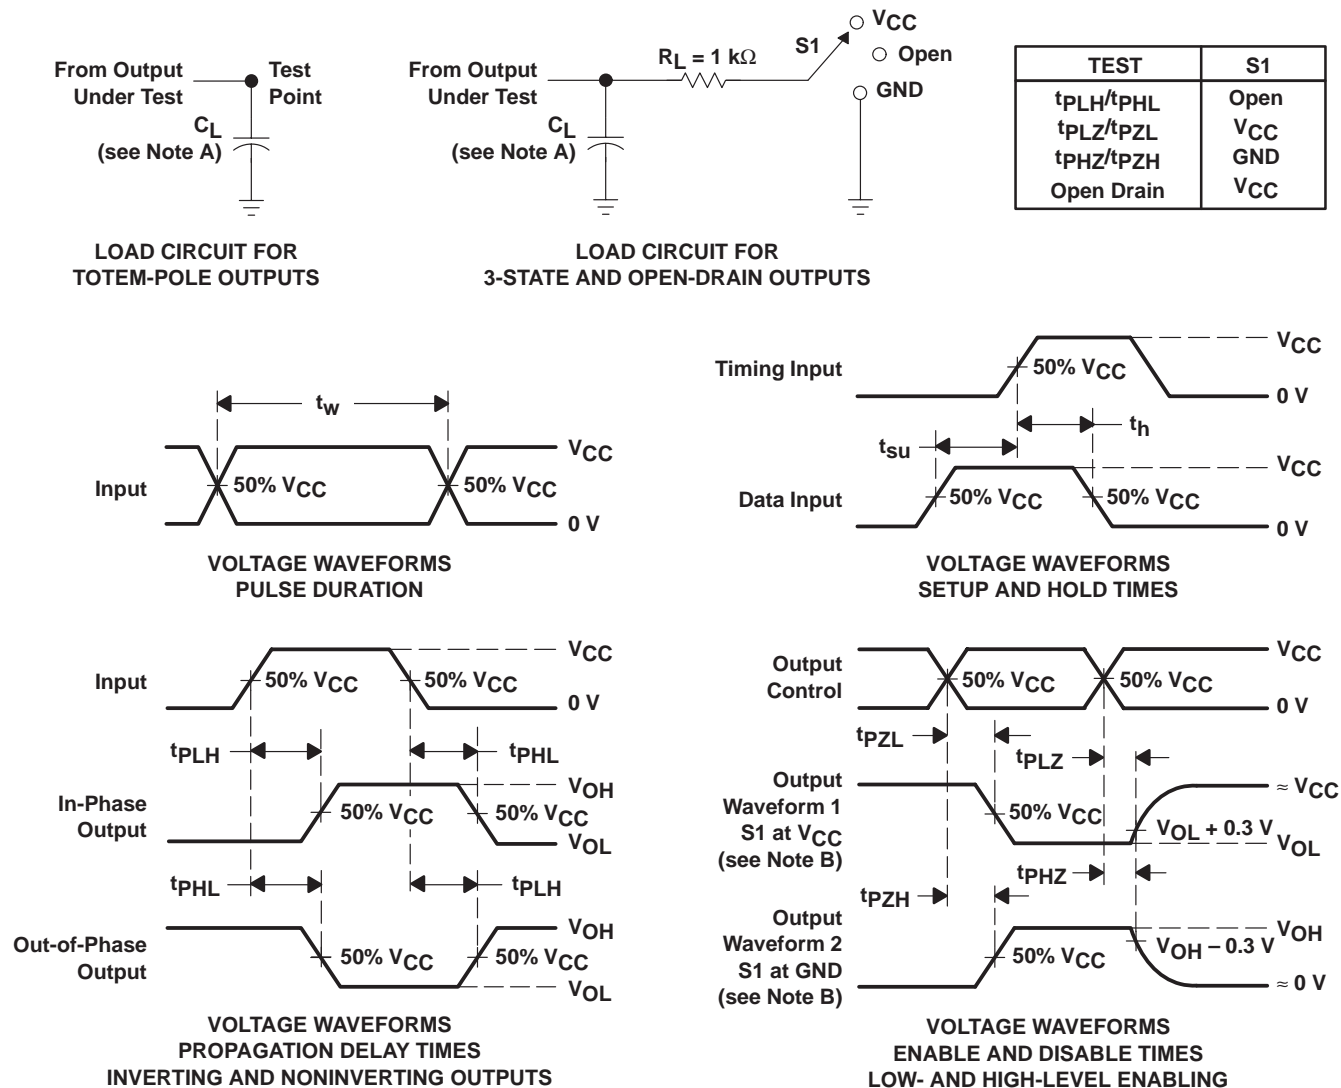 From Output
Under Test
Test
Point
CL
(see Note A)
LOAD CIRCUIT FOR
TOTEM-POLE OUTPUTS
From Output
Under Test
RL = 1 kΩ
S1
VCC
Open
GND
CL
(see Note A)
LOAD CIRCUIT FOR
3-STATE AND OPEN-DRAIN OUTPUTS
TEST S1
tPLH/tPHL Open
tPLZ/tPZL VCC
tPHZ/tPZH GND
Open Drain VCC
tw
Input
50% VCC
50% VCC
VCC
0 V
VOLTAGE WAVEFORMS
PULSE DURATION
Timing Input
50% VCC
VCC
0 V
tsu
th
Data Input
50% VCC
50% VCC
VCC
0 V
VOLTAGE WAVEFORMS
SETUP AND HOLD TIMES
Input
50% VCC
50% VCC
VCC
0 V
tPLH
tPHL
In-Phase
Output
50% VCC
50% VCC
VOH
VOL
tPHL
tPLH
Out-of-Phase
Output
50% VCC
50% VCC
VOH
VOL
VOLTAGE WAVEFORMS
PROPAGATION DELAY TIMES
INVERTING AND NONINVERTING OUTPUTS
Output
Control
50% VCC
50% VCC
VCC
0 V
tPZL
tPLZ
Output
Waveform 1
S1 at VCC
(see Note B)
50% VCC
VOL + 0.3 V
≈ VCC
VOL
tPZH
tPHZ
Output
Waveform 2
S1 at GND
(see Note B)
50% VCC
VOH − 0.3 V
VOH
≈ 0 V
VOLTAGE WAVEFORMS
ENABLE AND DISABLE TIMES
LOW- AND HIGH-LEVEL ENABLING